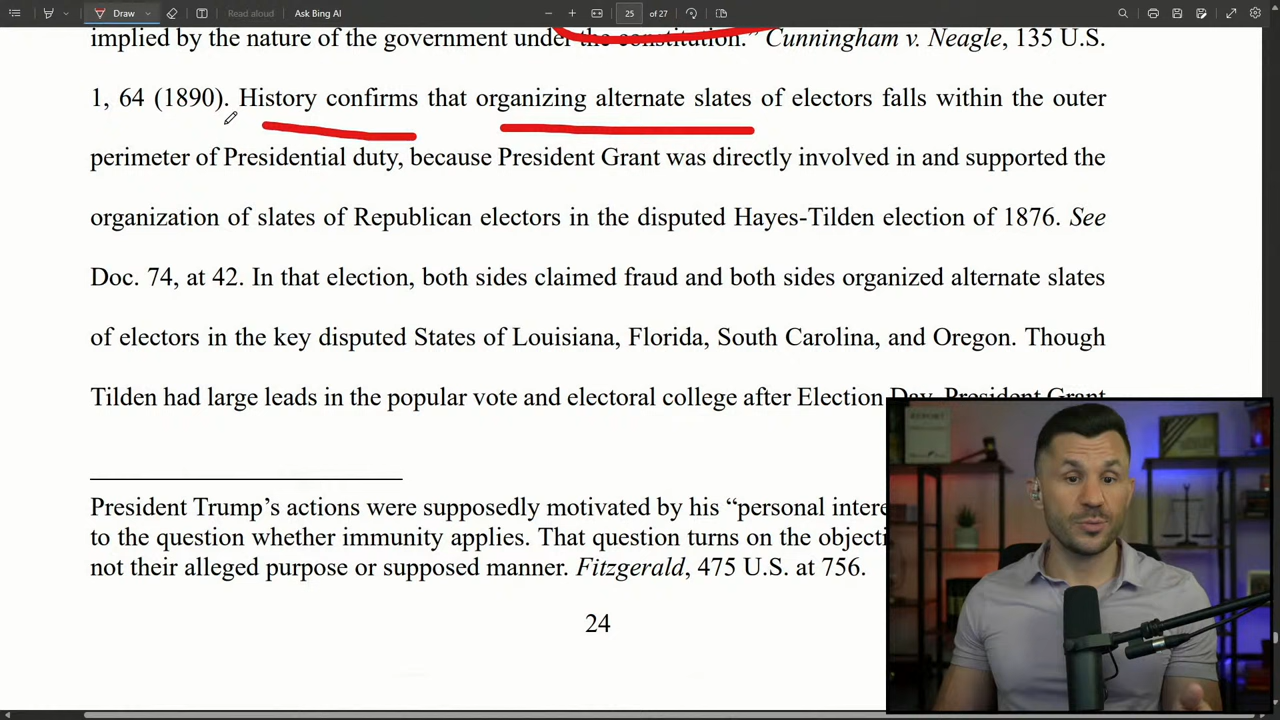 Draw
Read aloud
Ask Bing AI
25
of 27
implied by the nature of the government under the constitution.” Cunningham v. Neagle, 135 U.S.
1, 64 (1890). History confirms that organizing alternate slates of electors falls within the outer
perimeter of Presidential duty, because President Grant was directly involved in and supported the
organization of slates of Republican electors in the disputed Hayes-Tilden election of 1876. See
Doc. 74, at 42. In that election, both sides claimed fraud and both sides organized alternate slates
of electors in the key disputed States of Louisiana, Florida, South Carolina, and Oregon. Though
Tilden had large leads in the popular vote and electoral college after Election Day, President Grant
President Trump’s actions were supposedly motivated by his “personal intere
to the question whether immunity applies. That question turns on the objecti
not their alleged purpose or supposed manner. Fitzgerald, 475 U.S. at 756.
24